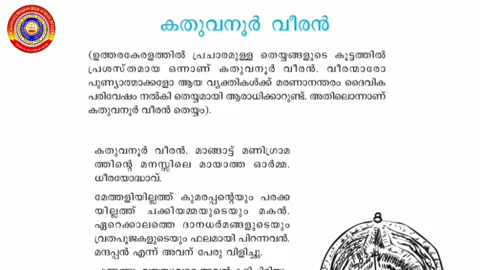 കതുവനൂർ വീരൻ
(ഉത്തരകേരളത്തിൽ പ്രചാരമുള്ള തെയ്യങ്ങളുടെ കൂട്ടത്തിൽ
പ്രശസ്തമായ ഒന്നാണ് കതുവനൂർ വീരൻ. വീരന്മാരോ
പുണ്യാത്മാക്കളോ ആയ വ്യക്തികൾക്ക് മരണാനന്തരം ദൈവിക
പരിവേഷം നൽകി തെയ്യമായി ആരാധിക്കാറുണ്ട്. അതിലൊന്നാണ്
കതുവനൂർ വീരൻ തെയ്യം).
കതുവനൂർ വീരൻ. മാങ്ങാട്ട് മണിഗ്രാമ
ത്തിന്റെ മനസ്സിലെ മായാത്ത ഓർമ്മ.
ധീരയോദ്ധാവ്.
മേത്തളിയില്ലത്ത് കുമരപ്പന്റെയും പരക്ക
യില്ലത്ത് ചക്കിയമ്മയുടെയും മകൻ.
ഏറെക്കാലത്തെ ദാനധർമങ്ങളുടെയും
വ്രതപൂജകളുടെയും ഫലമായി പിറന്നവൻ.
മന്ദപ്പൻ എന്ന് അവന് പേരു വിളിച്ചു.